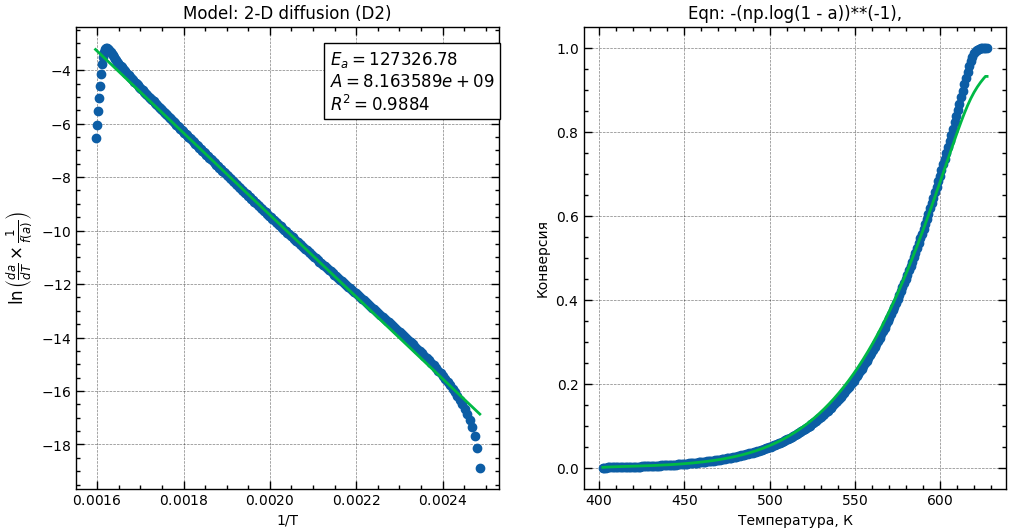 Model: 2-D diffusion (D2)
E_a = 127326.78
A = 8.163589e + 09
R^2 = 0.9884
ln (da/dT × 1/f(a))
−4
−6
−8
−10
−12
−14
−16
−18
0.0016 0.0018 0.0020 0.0022 0.0024
1/T
Eqn: -(np.log(1 - a))**(-1),
Конверсия
1.0
0.8
0.6
0.4
0.2
0.0
400 450 500 550 600
Температура, К